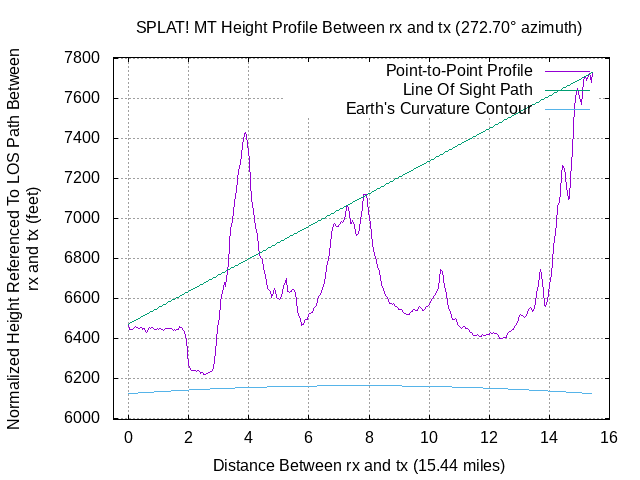 SPLAT! MT Height Profile Between rx and tx (272.70° azimuth)
Normalized Height Referenced To LOS Path Between
rx and tx (feet)
7800
7600
7400
7200
7000
6800
6600
6400
6200
6000
Point-to-Point Profile
Line Of Sight Path
Earth's Curvature Contour
0 2 4 6 8 10 12 14 16
Distance Between rx and tx (15.44 miles)